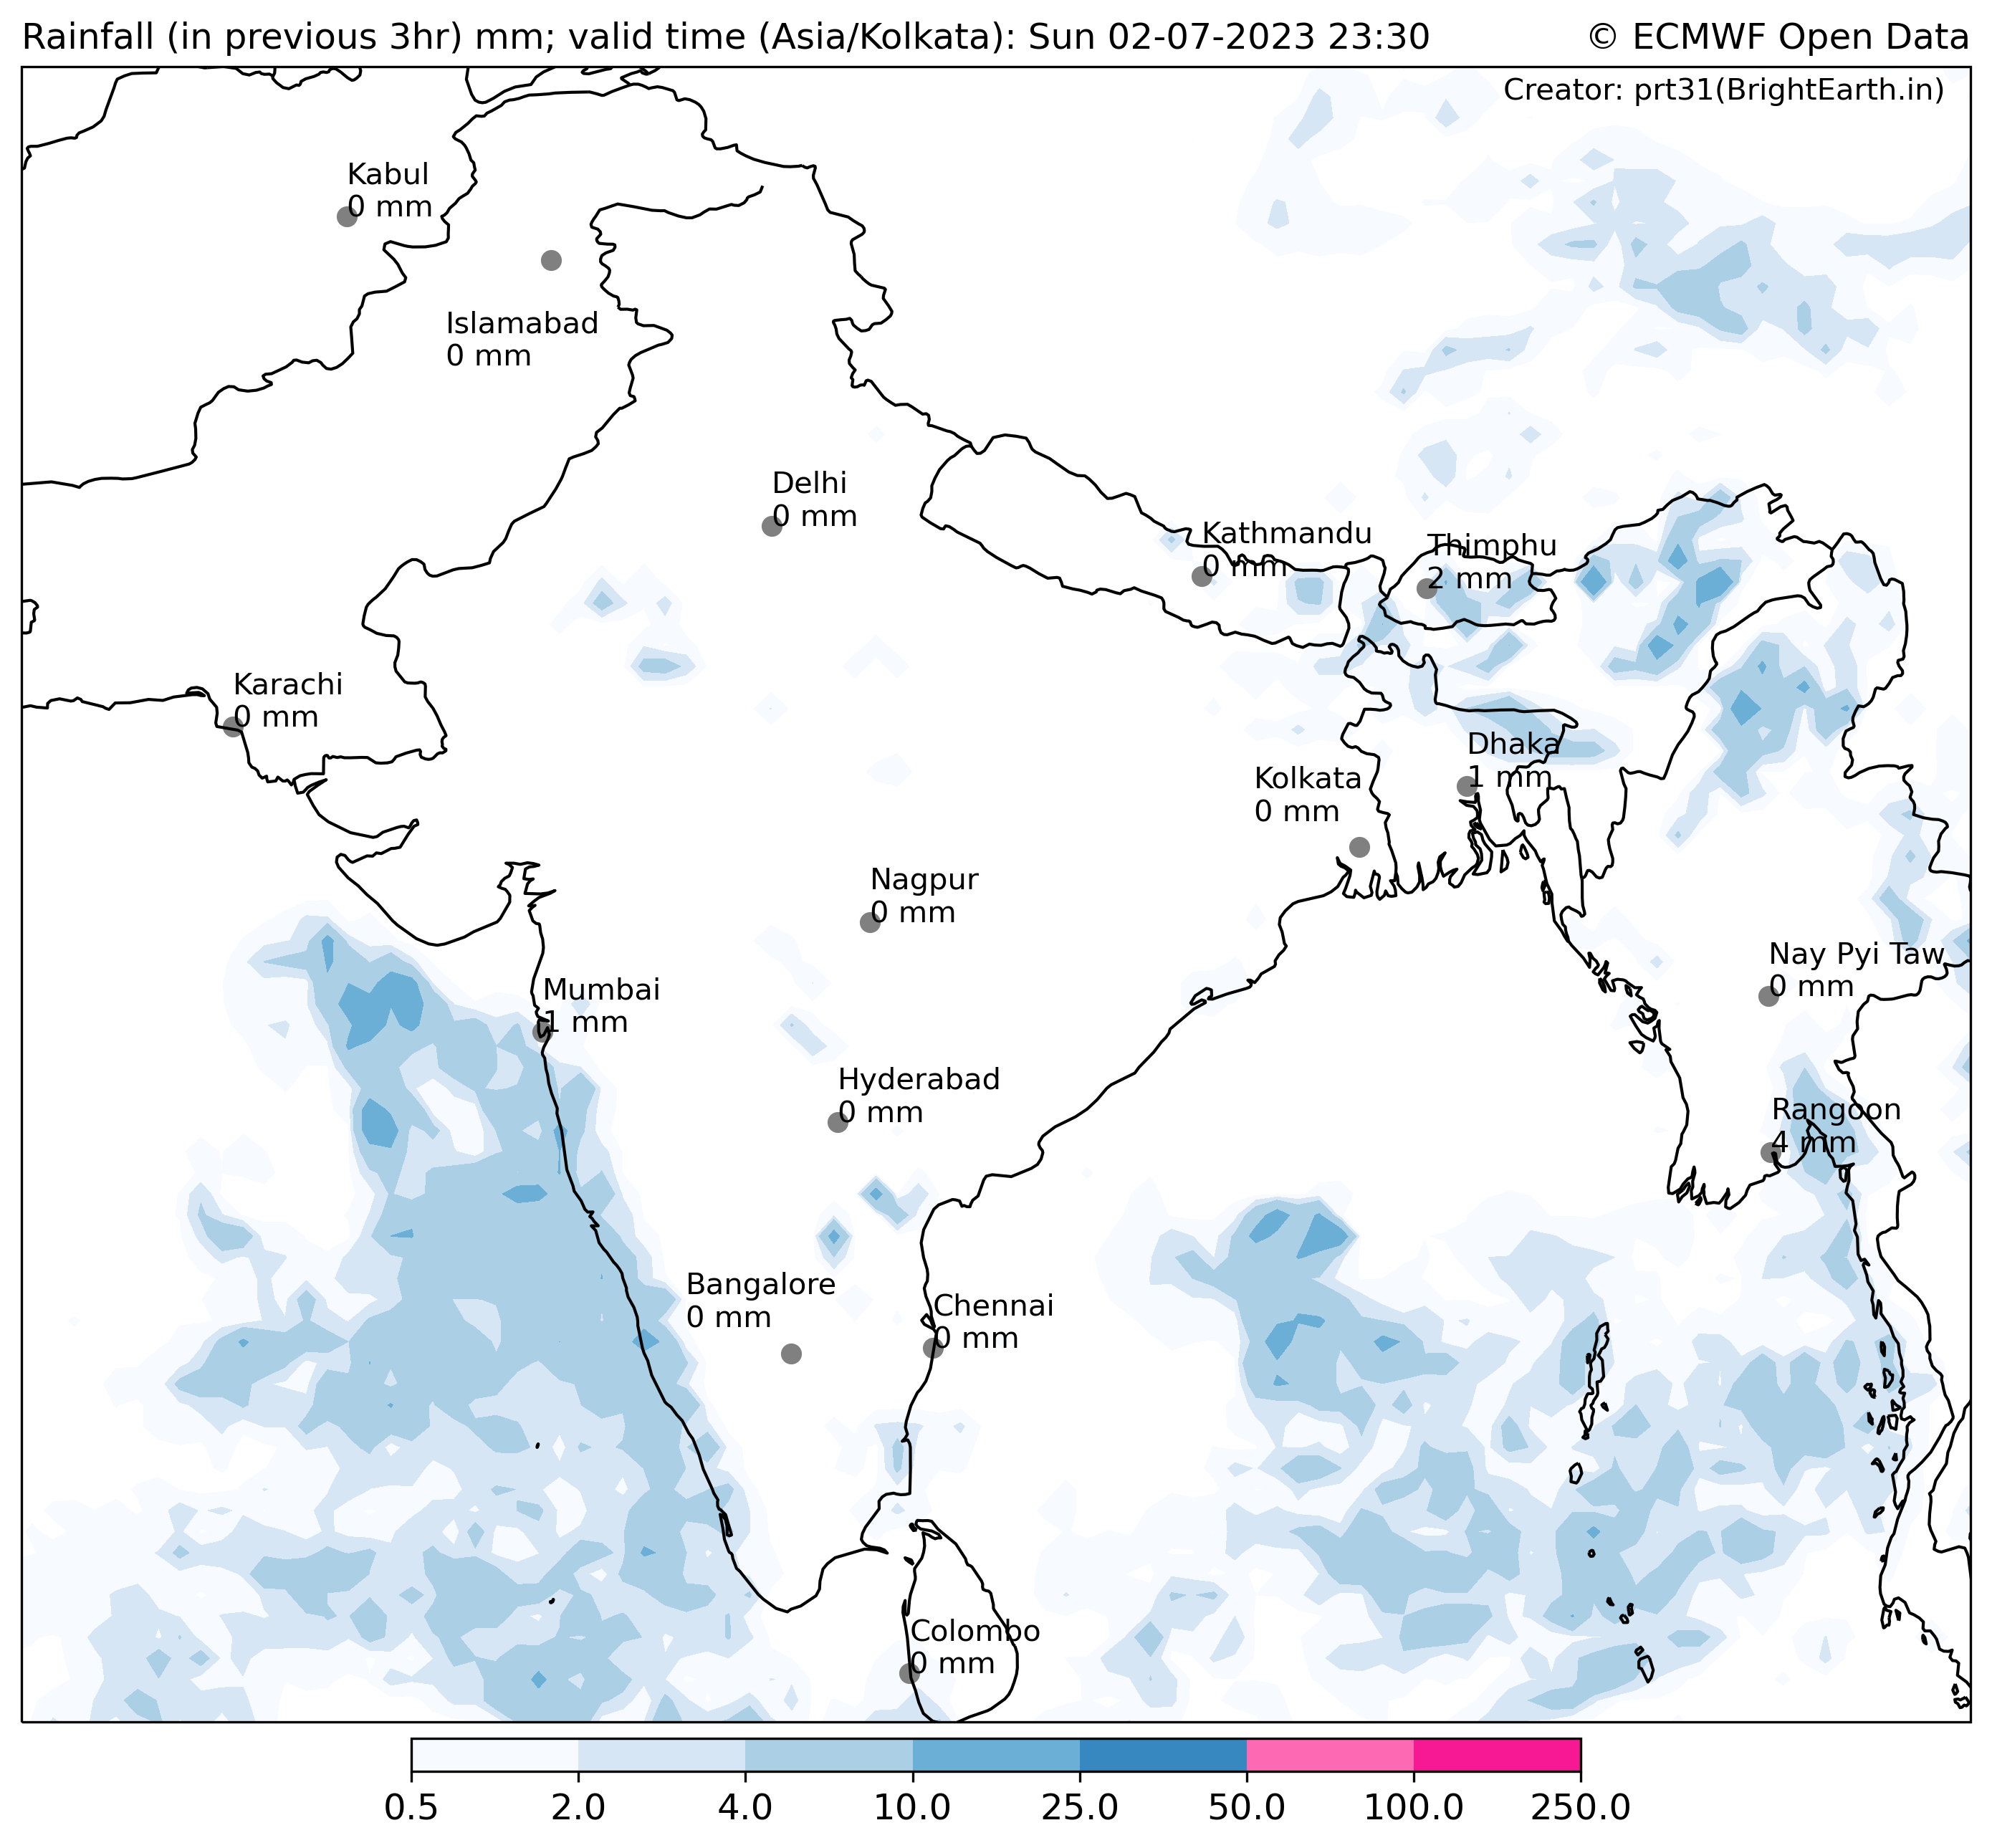 Rainfall (in previous 3hr) mm; valid time (Asia/Kolkata): Sun 02-07-2023 23:30
© ECMWF Open Data
Creator: prt31(BrightEarth.in)
Kabul
0 mm
Islamabad
0 mm
Delhi
0 mm
Kathmandu
0 mm
Thimphu
2 mm
Karachi
0 mm
Dhaka
1 mm
Kolkata
0 mm
Nagpur
0 mm
Nay Pyi Taw
0 mm
Mumbai
1 mm
Hyderabad
0 mm
Rangoon
4 mm
Bangalore
0 mm
Chennai
0 mm
Colombo
0 mm
0.5 2.0 4.0 10.0 25.0 50.0 100.0 250.0